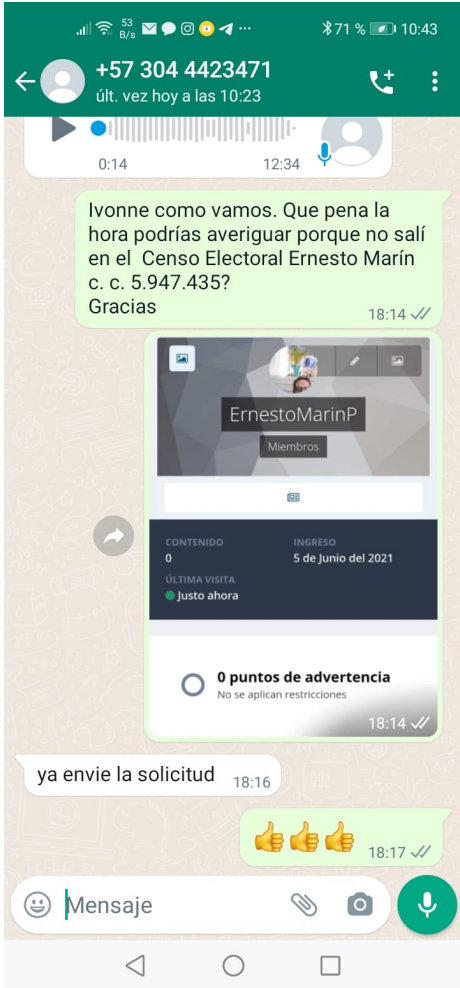 53
B/s
71 % 10:43
+57 304 4423471
últ. vez hoy a las 10:23
0:14 12:34
Ivonne como vamos. Que pena la
hora podrías averiguar porque no salí
en el  Censo Electoral Ernesto Marín
c. c. 5.947.435?
Gracias
18:14
ErnestoMarinP
Miembros
CONTENIDO INGRESO
0 5 de Junio del 2021
ÚLTIMA VISITA
Justo ahora
0 puntos de advertencia
No se aplican restricciones
18:14
ya envie la solicitud 18:16
18:17
Mensaje